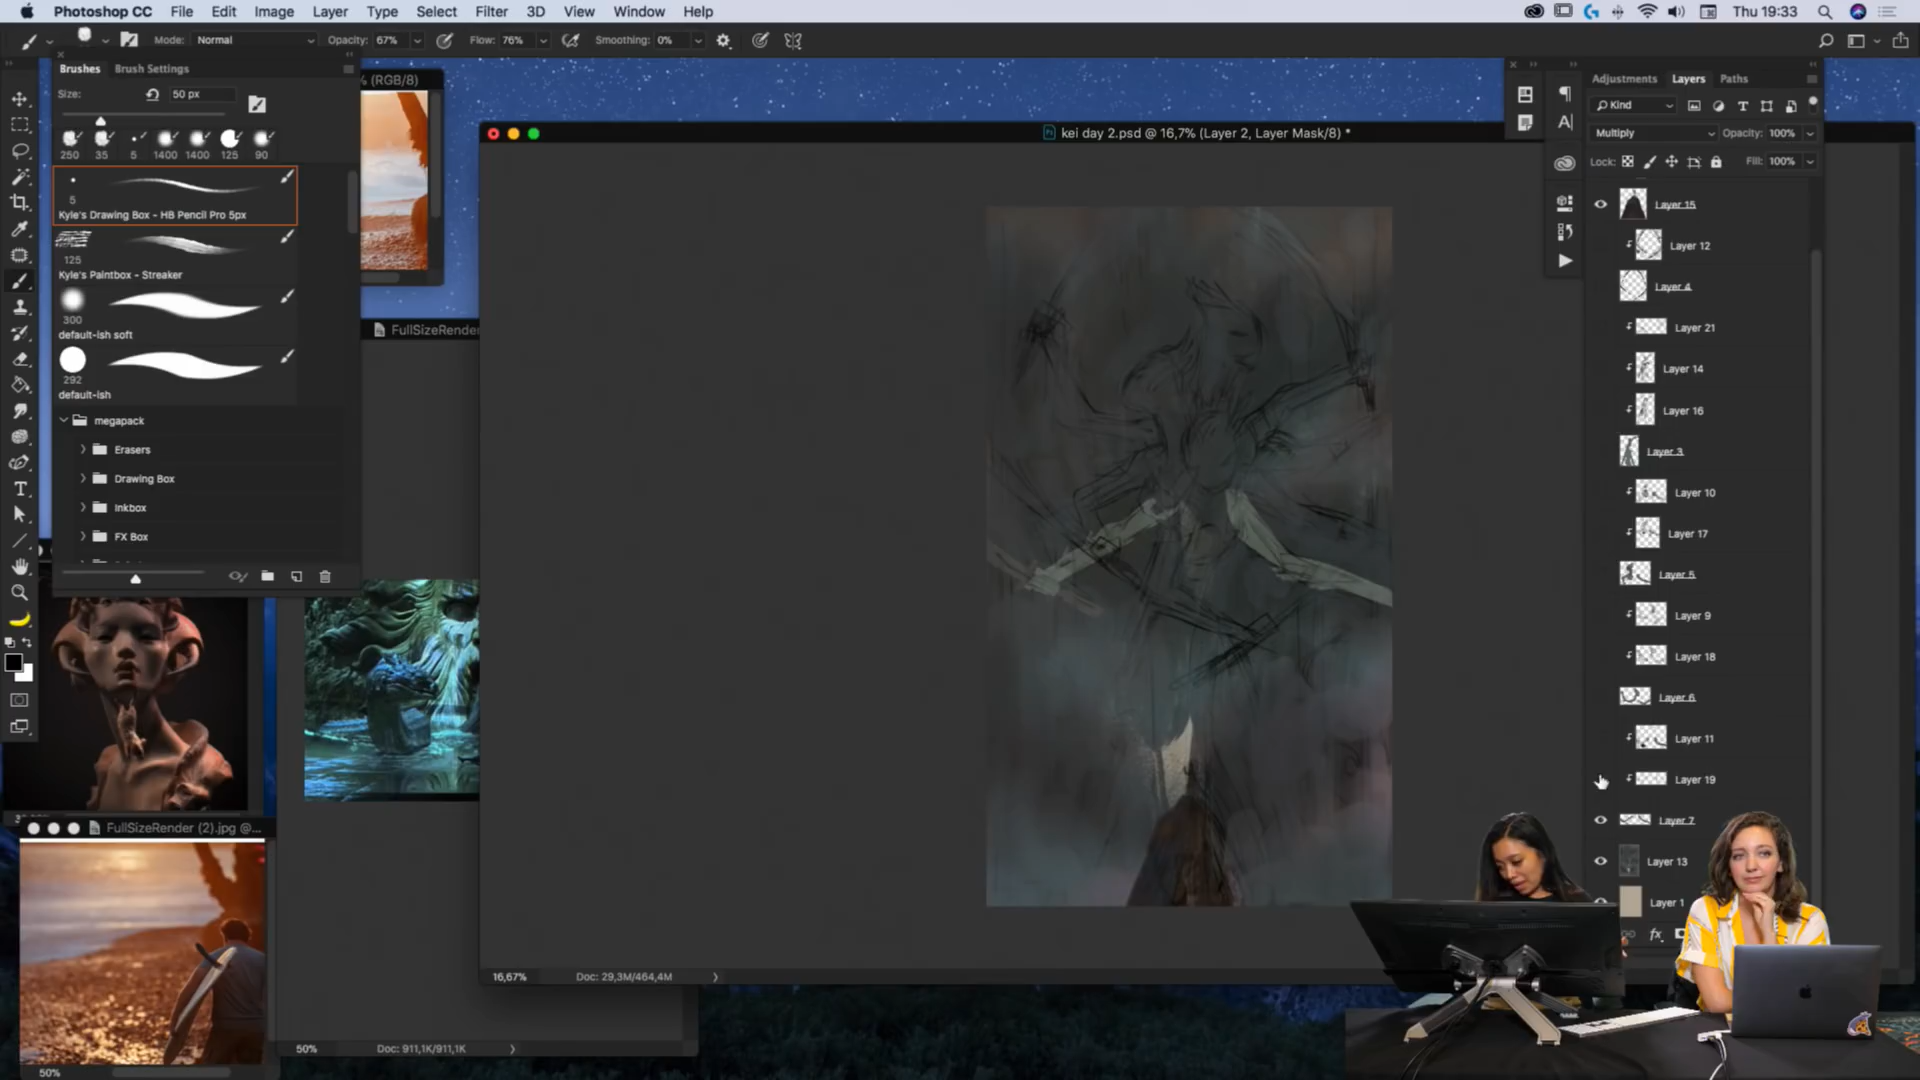 Photoshop CC File Edit Image Layer Type Select Filter 3D View Window Help Thu 19:33
Mode: Normal Opacity: 67% Flow: 76% Smoothing: 0%
Brushes Brush Settings
Size: 50 px
250 35 5 1400 1400 125 90
5
Kyle's Drawing Box - HB Pencil Pro 5px
125
Kyle's Paintbox - Streaker
300
default-ish soft
292
default-ish
megapack
Erasers
Drawing Box
Inkbox
FX Box
% (RGB/8)
FullSizeRender
kei day 2.psd @ 16,7% (Layer 2, Layer Mask/8) *
16,67% Doc: 29,3M/464,4M
FullSizeRender (2).jpg @...
50%
50% Doc: 911,1K/911,1K
Adjustments Layers Paths
Kind
Multiply Opacity: 100%
Lock: Fill: 100%
Layer 15
Layer 12
Layer 4
Layer 21
Layer 14
Layer 16
Layer 3
Layer 10
Layer 17
Layer 5
Layer 9
Layer 18
Layer 6
Layer 11
Layer 19
Layer 7
Layer 13
Layer 1
fx